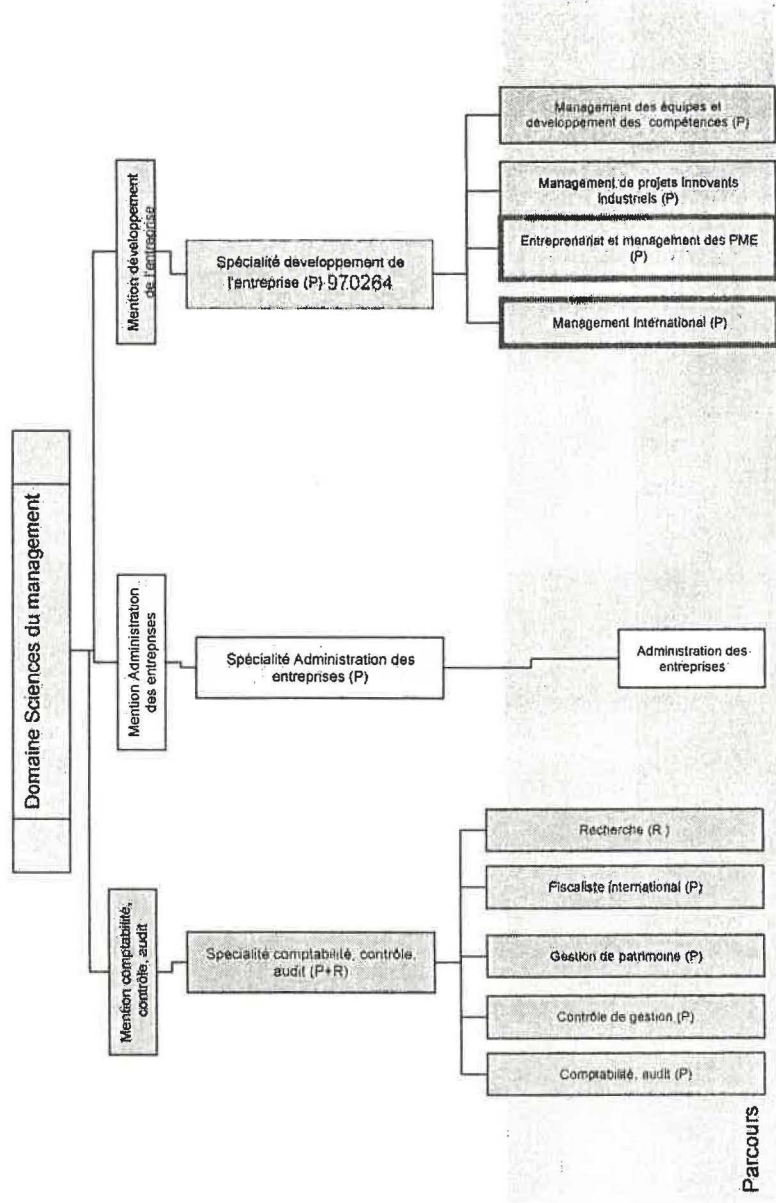 Domaine Sciences du management
Mention comptabilité,
contrôle, audit
Mention Administration
des entreprises
Mention développement
de l'entreprise
Spécialité comptabilité, contrôle,
audit (P+R)
Spécialité Administration des
entreprises (P)
Spécialité développement de
l'entreprise (P) 970264
Parcours
Comptabilité, audit (P)
Contrôle de gestion (P)
Gestion de patrimoine (P)
Fiscaliste international (P)
Recherche (R )
Administration des
entreprises
Management International (P)
Entreprenariat et management des PME
(P)
Management de projets Innovants
Industriels (P)
Management des équipes et
développement des compétences (P)